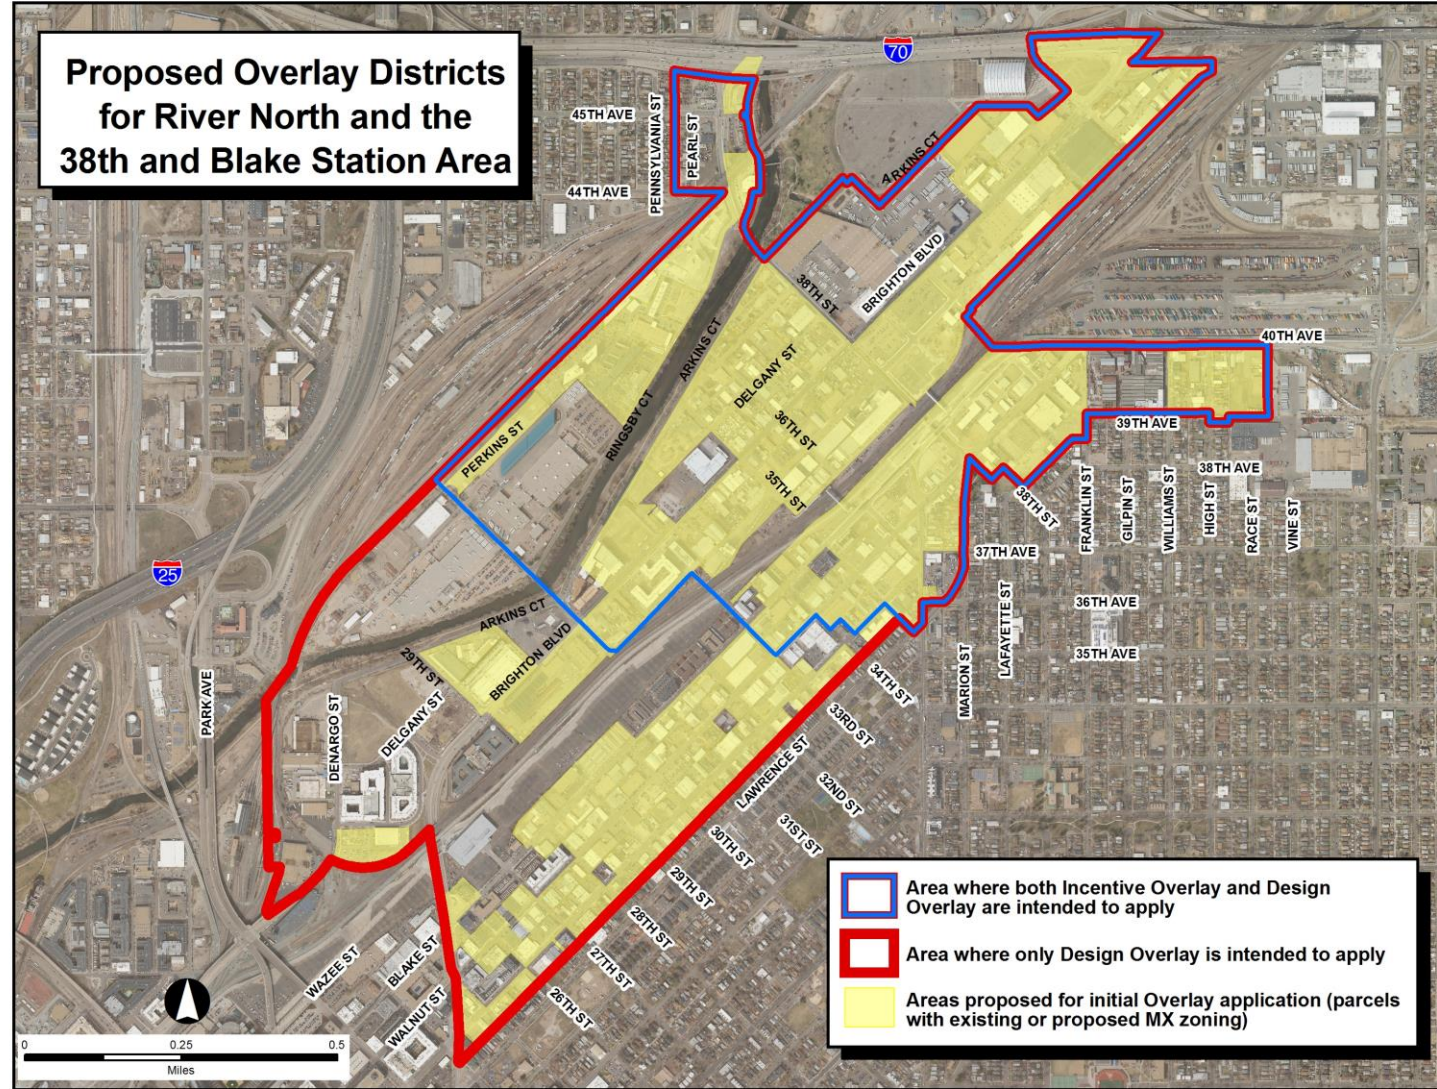 Proposed Overlay Districts
for River North and the
38th and Blake Station Area
70
45TH AVE
PENNSYLVANIA ST
PEARL ST
44TH AVE
ARKINS CT
38TH ST
BRIGHTON BLVD
ARKINS CT
DELGANY ST
40TH AVE
RINGSBY CT
36TH ST
39TH AVE
PERKINS ST
35TH ST
38TH ST
38TH AVE
FRANKLIN ST
GILPIN ST
WILLIAMS ST
HIGH ST
RACE ST
VINE ST
37TH AVE
25
ARKINS CT
LAFAYETTE ST
36TH AVE
35TH AVE
29TH ST
BRIGHTON BLVD
MARION ST
34TH ST
PARK AVE
DENARGO ST
DELGANY ST
33RD ST
LAWRENCE ST
32ND ST
31ST ST
30TH ST
29TH ST
28TH ST
27TH ST
26TH ST
WAZEE ST
BLAKE ST
WALNUT ST
Area where both Incentive Overlay and Design
Overlay are intended to apply
Area where only Design Overlay is intended to apply
Areas proposed for initial Overlay application (parcels
with existing or proposed MX zoning)
0 0.25 0.5
Miles